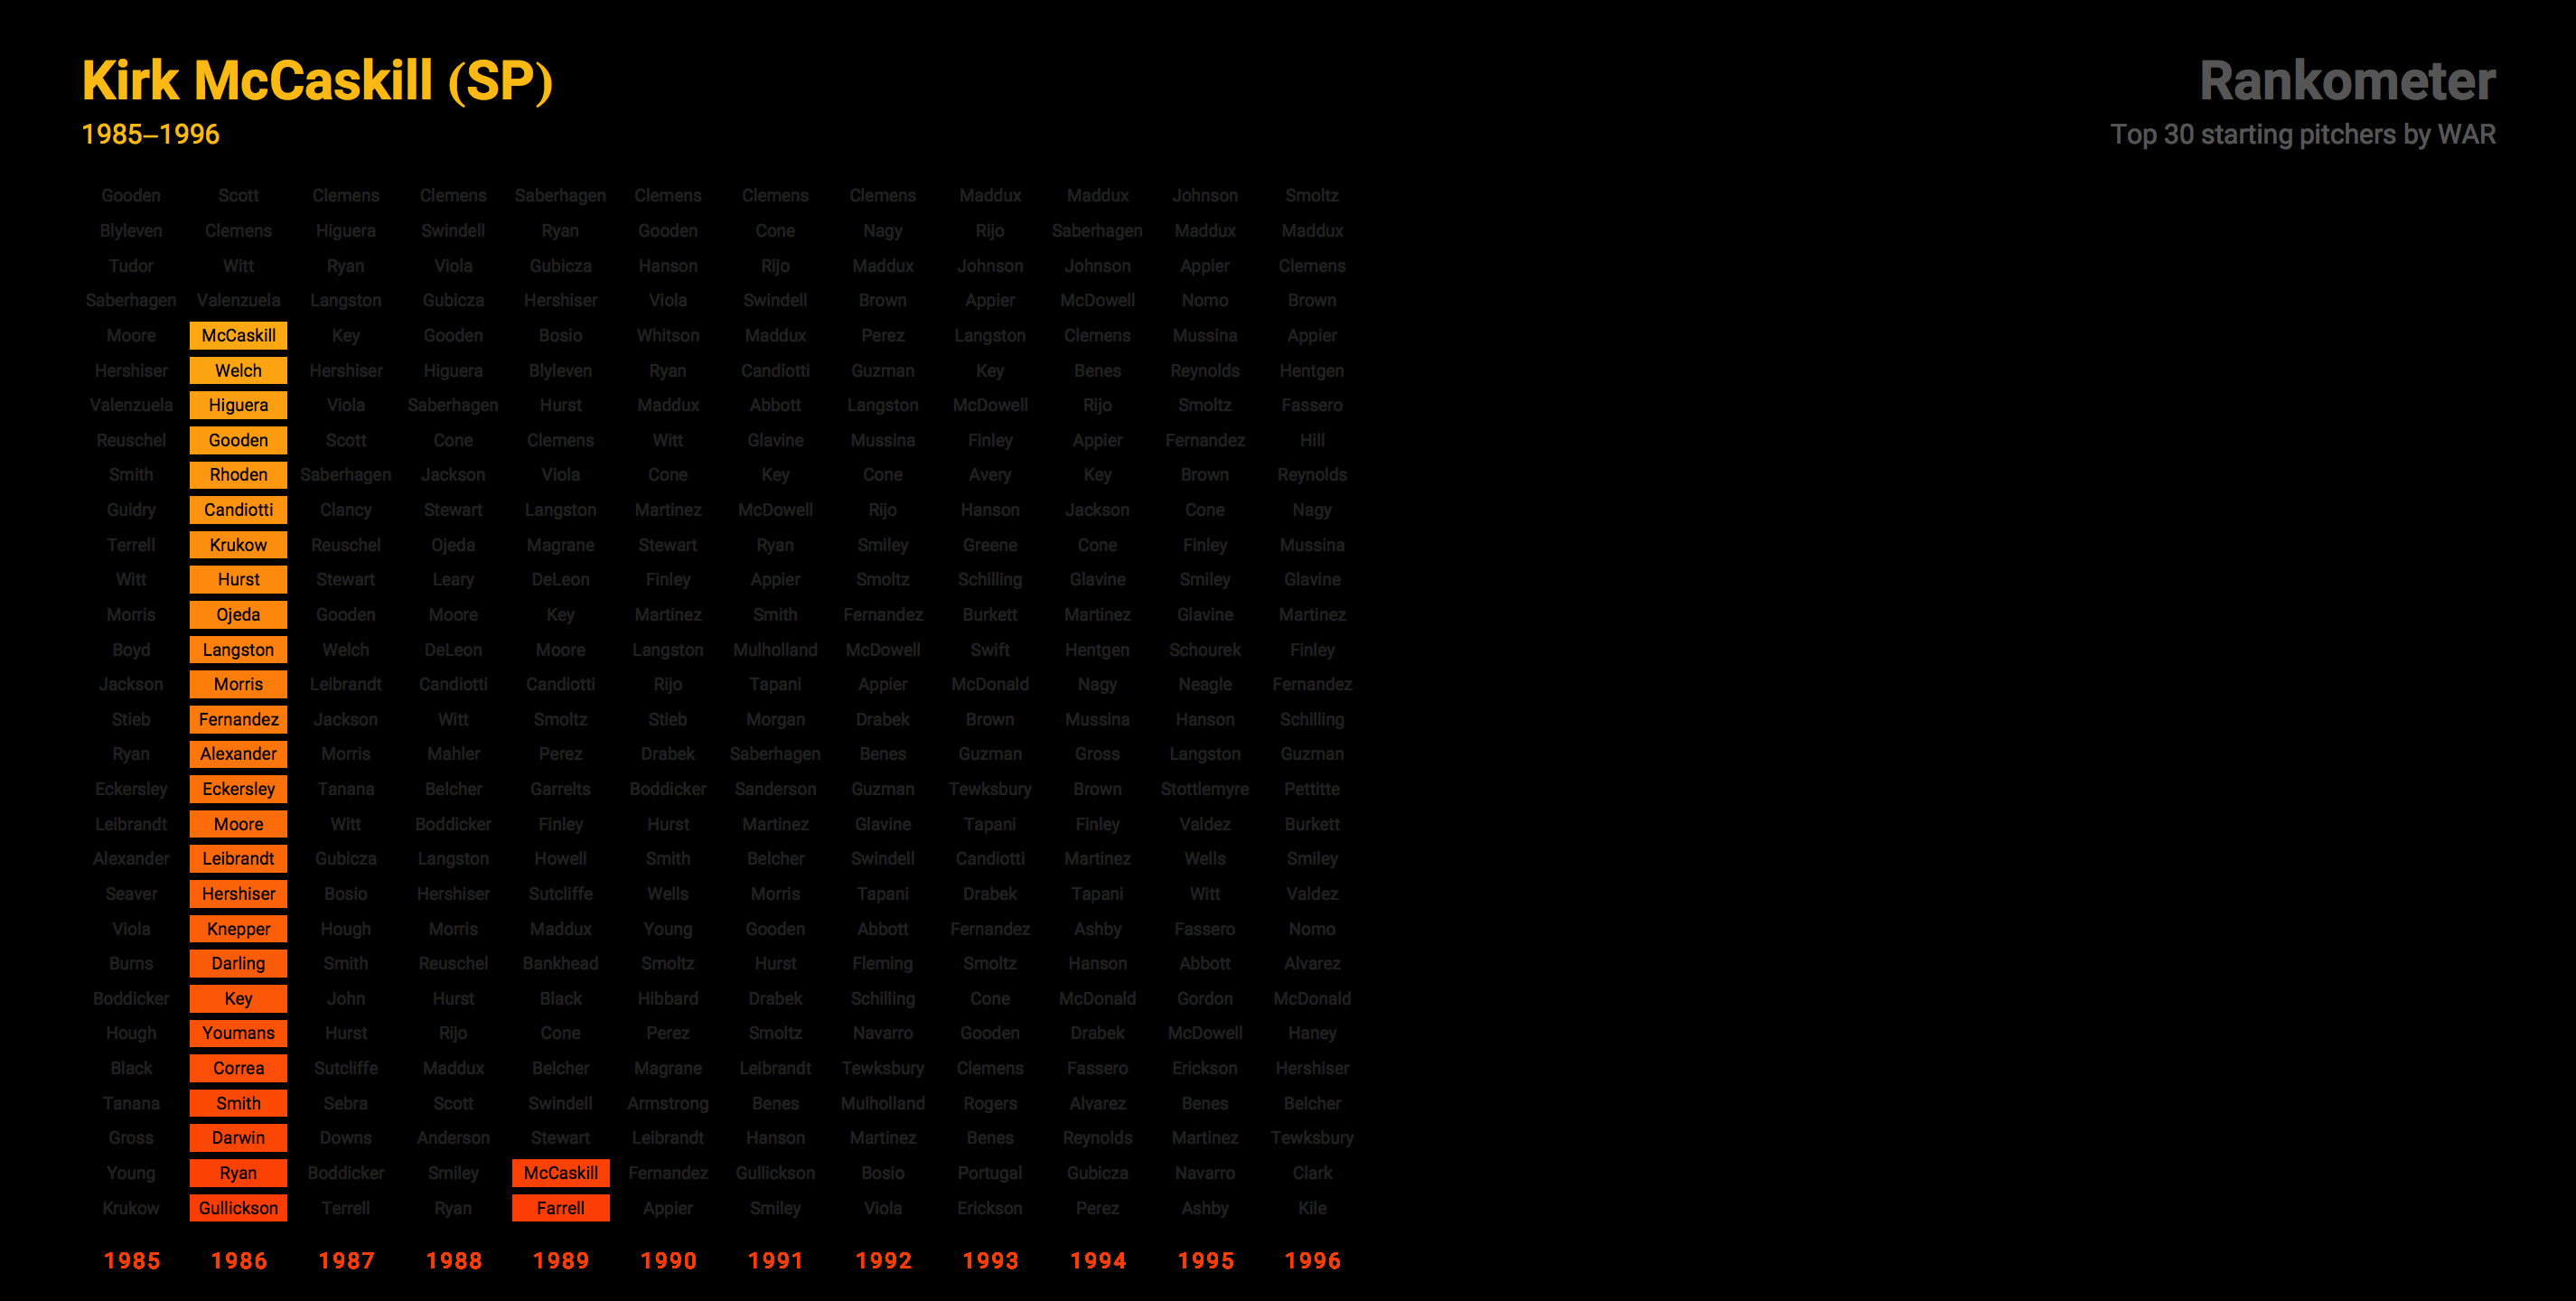 Kirk McCaskill (SP)
1985–1996
Rankometer
Top 30 starting pitchers by WAR
Gooden Scott Clemens Clemens Saberhagen Clemens Clemens Clemens Maddux Maddux Johnson Smoltz
Blyleven Clemens Higuera Swindell Ryan Gooden Cone Nagy Rijo Saberhagen Maddux Maddux
Tudor Witt Ryan Viola Gubicza Hanson Rijo Maddux Johnson Johnson Appier Clemens
Saberhagen Valenzuela Langston Gubicza Hershiser Viola Swindell Brown Appier McDowell Nomo Brown
Moore McCaskill Key Gooden Bosio Whitson Maddux Perez Langston Clemens Mussina Appier
Hershiser Welch Hershiser Higuera Blyleven Ryan Candiotti Guzman Key Benes Reynolds Hentgen
Valenzuela Higuera Viola Saberhagen Hurst Maddux Abbott Langston McDowell Rijo Smoltz Fassero
Reuschel Gooden Scott Cone Clemens Witt Glavine Mussina Finley Appier Fernandez Hill
Smith Rhoden Saberhagen Jackson Viola Cone Key Cone Avery Key Brown Reynolds
Guidry Candiotti Clancy Stewart Langston Martinez McDowell Rijo Hanson Jackson Cone Nagy
Terrell Krukow Reuschel Ojeda Magrane Stewart Ryan Smiley Greene Cone Finley Mussina
Witt Hurst Stewart Leary DeLeon Finley Appier Smoltz Schilling Glavine Smiley Glavine
Morris Ojeda Gooden Moore Key Martinez Smith Fernandez Burkett Martinez Glavine Martinez
Boyd Langston Welch DeLeon Moore Langston Mulholland McDowell Swift Hentgen Schourek Finley
Jackson Morris Leibrandt Candiotti Candiotti Rijo Tapani Appier McDonald Nagy Neagle Fernandez
Stieb Fernandez Jackson Witt Smoltz Stieb Morgan Drabek Brown Mussina Hanson Schilling
Ryan Alexander Morris Mahler Perez Drabek Saberhagen Benes Guzman Gross Langston Guzman
Eckersley Eckersley Tanana Belcher Garrelts Boddicker Sanderson Guzman Tewksbury Brown Stottlemyre Pettitte
Leibrandt Moore Witt Boddicker Finley Hurst Martinez Glavine Tapani Finley Valdez Burkett
Alexander Leibrandt Gubicza Langston Howell Smith Belcher Swindell Candiotti Martinez Wells Smiley
Seaver Hershiser Bosio Hershiser Sutcliffe Wells Morris Tapani Drabek Tapani Witt Valdez
Viola Knepper Hough Morris Maddux Young Gooden Abbott Fernandez Ashby Fassero Nomo
Burns Darling Smith Reuschel Bankhead Smoltz Hurst Fleming Smoltz Hanson Abbott Alvarez
Boddicker Key John Hurst Black Hibbard Drabek Schilling Cone McDonald Gordon McDonald
Hough Youmans Hurst Rijo Cone Perez Smoltz Navarro Gooden Drabek McDowell Haney
Black Correa Sutcliffe Maddux Belcher Magrane Leibrandt Tewksbury Clemens Fassero Erickson Hershiser
Tanana Smith Sebra Scott Swindell Armstrong Benes Mulholland Rogers Alvarez Benes Belcher
Gross Darwin Downs Anderson Stewart Leibrandt Hanson Martinez Benes Reynolds Martinez Tewksbury
Young Ryan Boddicker Smiley McCaskill Fernandez Gullickson Bosio Portugal Gubicza Navarro Clark
Krukow Gullickson Terrell Ryan Farrell Appier Smiley Viola Erickson Perez Ashby Kile
1985 1986 1987 1988 1989 1990 1991 1992 1993 1994 1995 1996